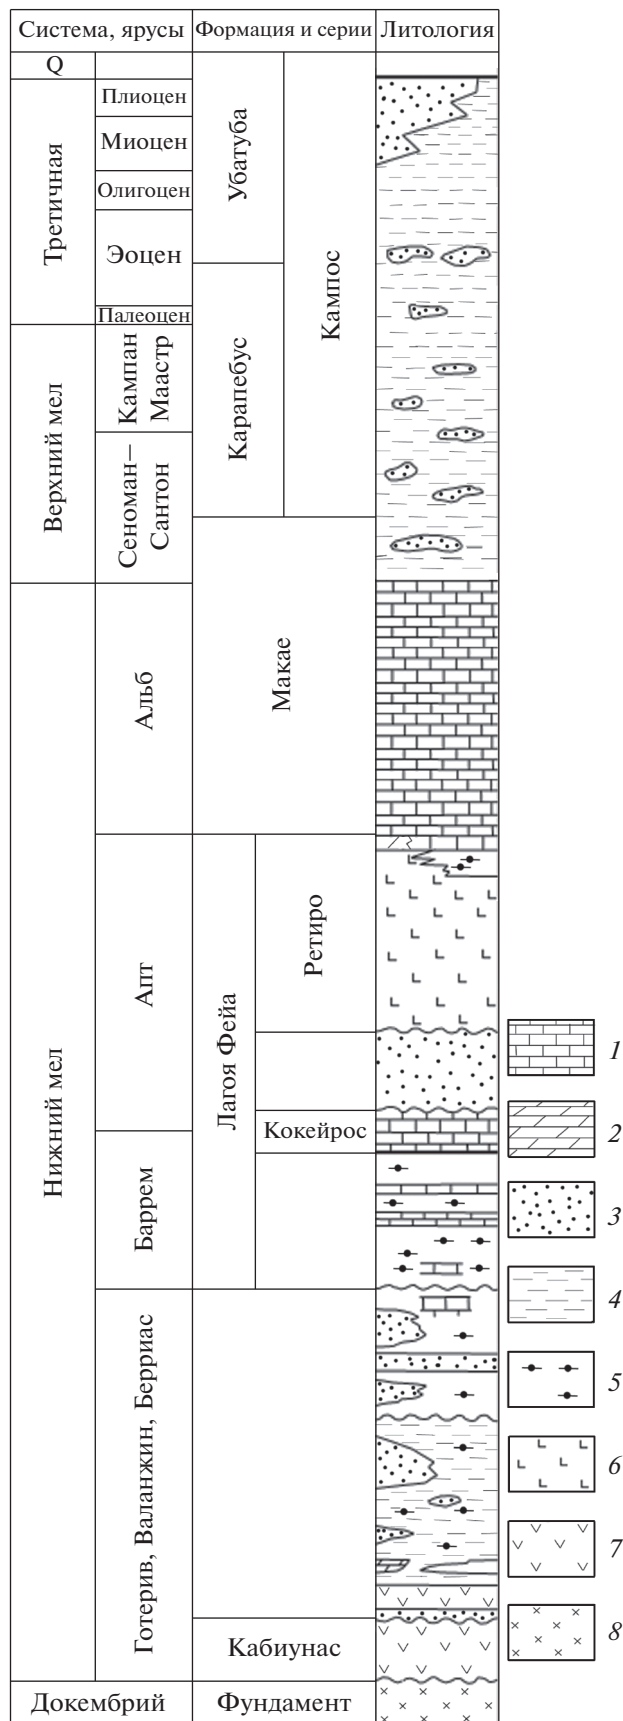 Система, ярусы
Формация и серии
Литология
Q
Третичная
Плиоцен
Миоцен
Олигоцен
Эоцен
Палеоцен
Убатуба
Кампос
Карапебус
Верхний мел
Кампан
Маастр
Сеноман–
Сантон
Макае
Нижний мел
Альб
Апт
Лагоя Фейа
Ретиро
Кокейрос
Баррем
Готерив, Валанжин, Берриас
Кабиунас
Докембрий
Фундамент
1
2
3
4
5
6
7
8